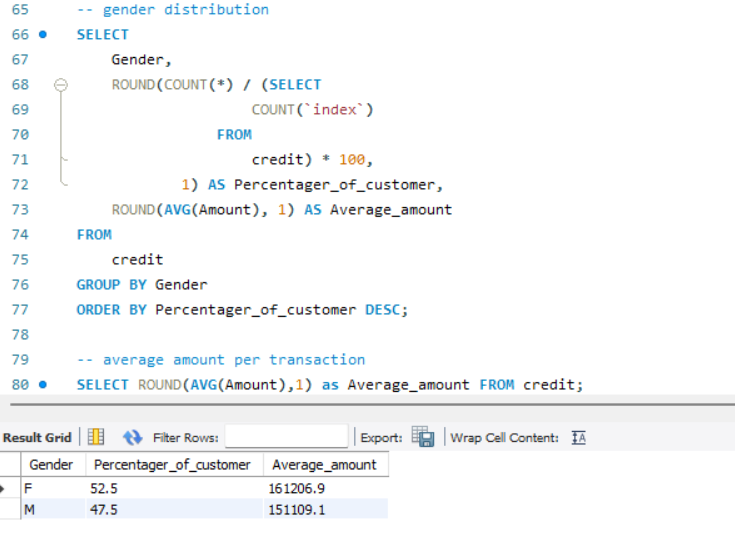 65 -- gender distribution
66 SELECT
67 Gender,
68 ROUND(COUNT(*) / (SELECT
69 COUNT(`index`)
70 FROM
71 credit) * 100,
72 1) AS Percentager_of_customer,
73 ROUND(AVG(Amount), 1) AS Average_amount
74 FROM
75 credit
76 GROUP BY Gender
77 ORDER BY Percentager_of_customer DESC;
78
79 -- average amount per transaction
80 SELECT ROUND(AVG(Amount),1) as Average_amount FROM credit;
Result Grid Filter Rows: Export: Wrap Cell Content: IA
Gender Percentager_of_customer Average_amount
F 52.5 161206.9
M 47.5 151109.1